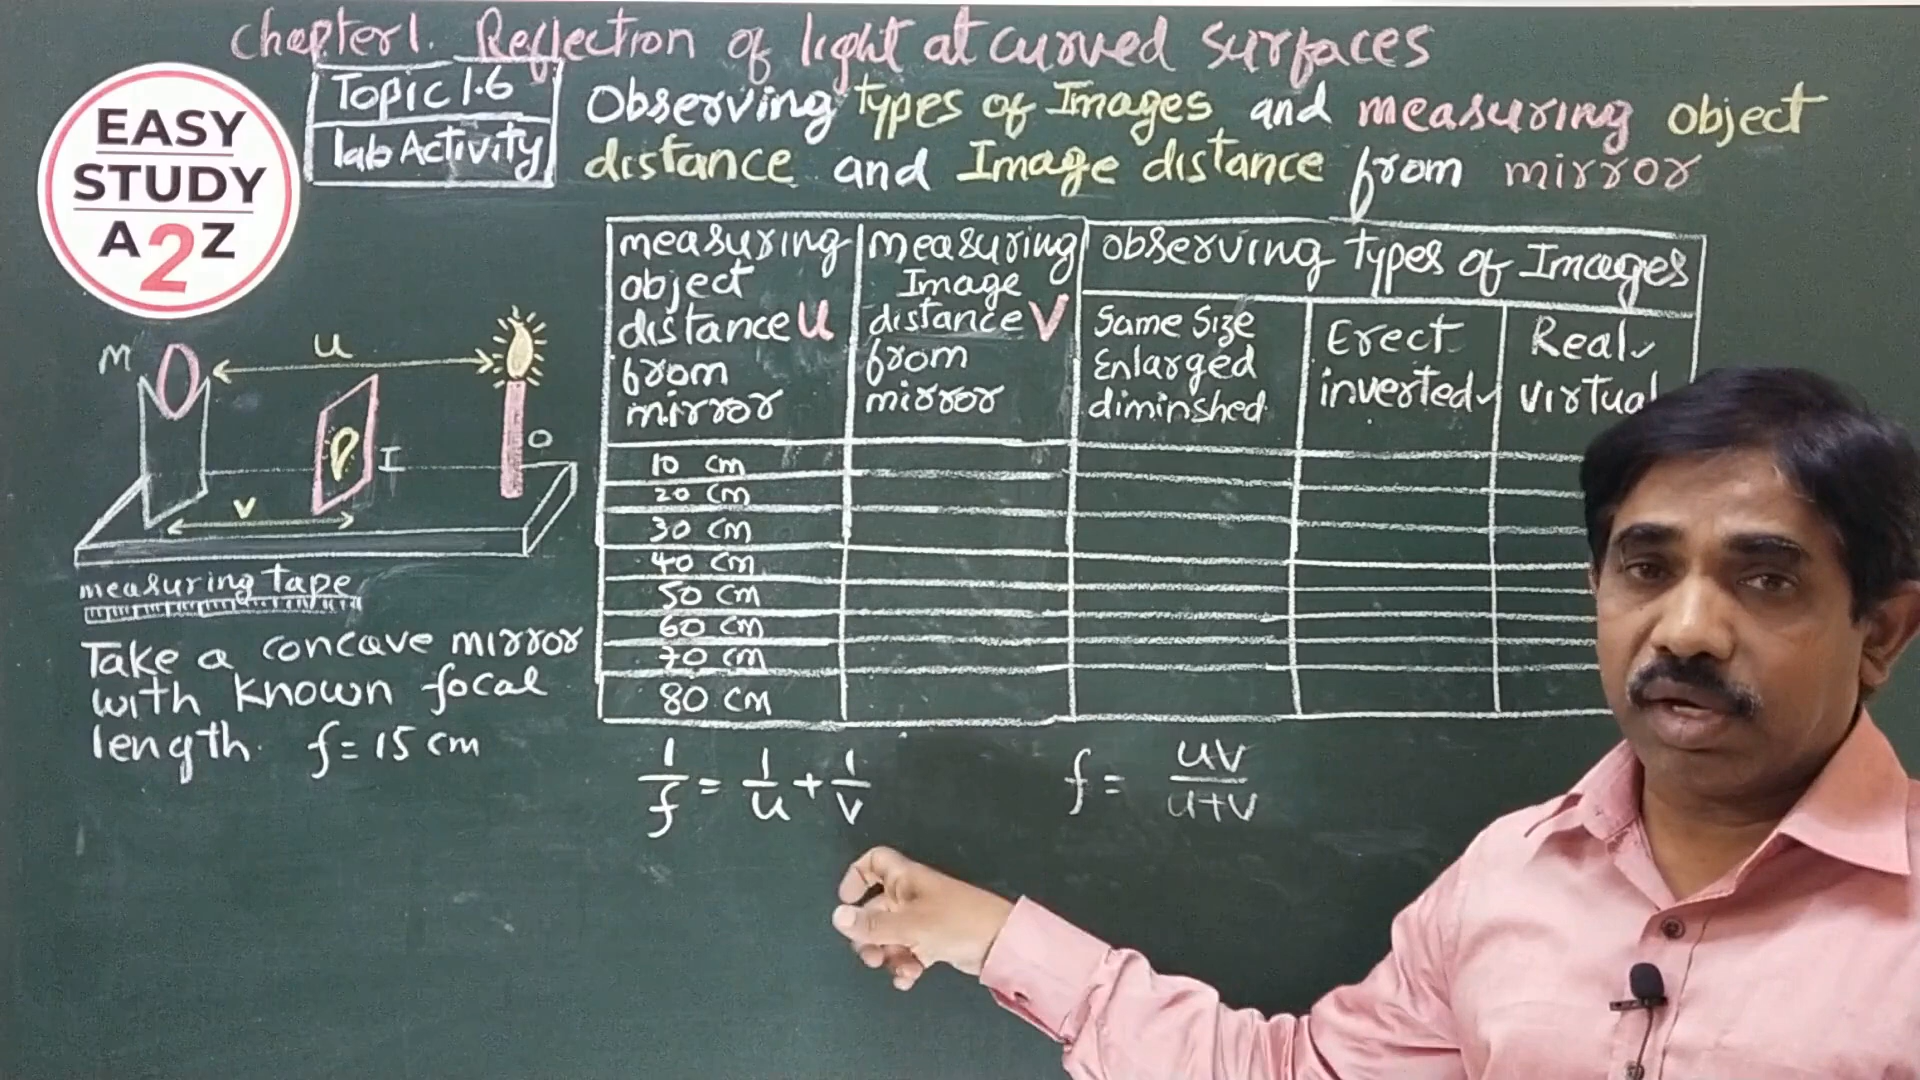 chapter 1. Reflection of light at curved surfaces
Topic 1.6
lab Activity
Observing types of Images and measuring object
distance and Image distance from mirror
EASY
STUDY
A2Z
M
u
O
I
v
measuring tape
Take a concave mirror
with known focal
length. f = 15 cm
measuring
object
distance u
from
mirror
measuring
Image
distance v
from
mirror
observing types of Images
Same Size
Enlarged
diminshed
Erect
inverted✓
Real✓
virtual
10 cm
20 cm
30 cm
40 cm
50 cm
60 cm
70 cm
80 cm
1/f = 1/u + 1/v
f = uv/u+v